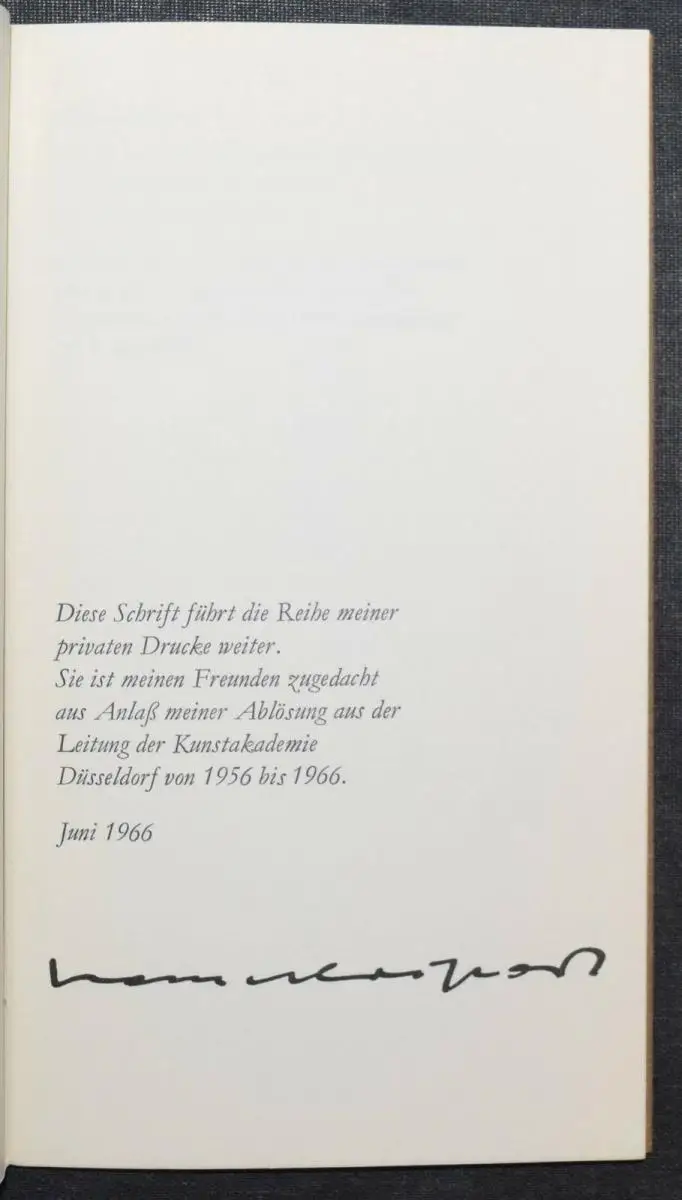 Diese Schrift führt die Reihe meiner
privaten Drucke weiter.
Sie ist meinen Freunden zugedacht
aus Anlaß meiner Ablösung aus der
Leitung der Kunstakademie
Düsseldorf von 1956 bis 1966.
Juni 1966